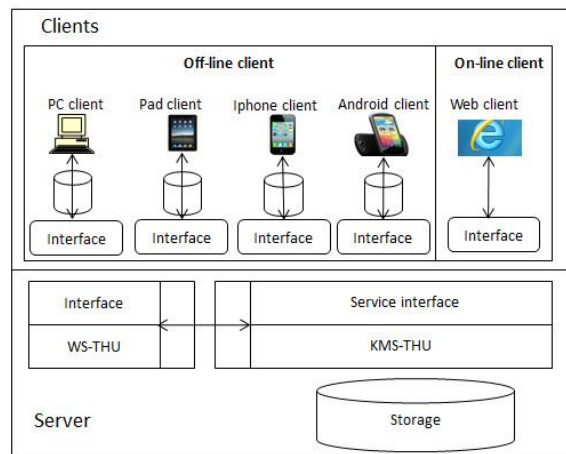 Clients
Off-line client
On-line client
PC client
Pad client
Iphone client
Android client
Web client
Interface
Interface
Interface
Interface
Interface
Interface
Service interface
WS-THU
KMS-THU
Server
Storage